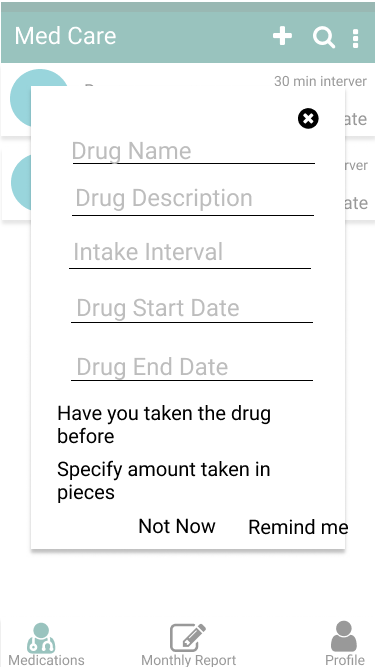 Med Care
30 min interver
ate
rver
ate
Drug Name
Drug Description
Intake Interval
Drug Start Date
Drug End Date
Have you taken the drug
before
Specify amount taken in
pieces
Not Now
Remind me
Medications
Monthly Report
Profile